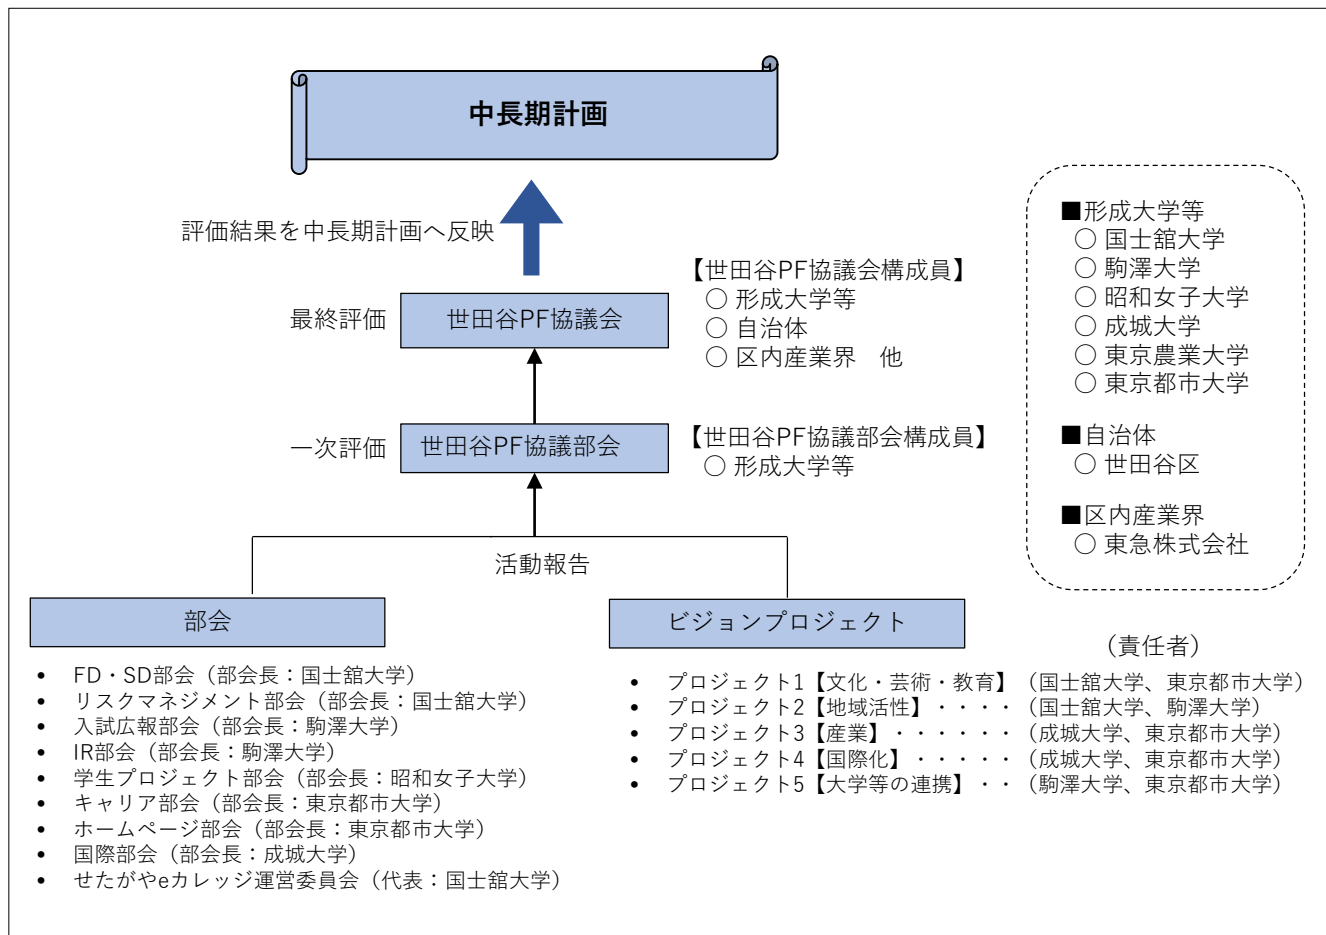 中長期計画
評価結果を中長期計画へ反映
最終評価
世田谷PF協議会
【世田谷PF協議会構成員】
○ 形成大学等
○ 自治体
○ 区内産業界　他
一次評価
世田谷PF協議部会
【世田谷PF協議部会構成員】
○ 形成大学等
活動報告
■形成大学等
○ 国士舘大学
○ 駒澤大学
○ 昭和女子大学
○ 成城大学
○ 東京農業大学
○ 東京都市大学
■自治体
○ 世田谷区
■区内産業界
○ 東急株式会社
部会
• FD・SD部会（部会長：国士舘大学）
• リスクマネジメント部会（部会長：国士舘大学）
• 入試広報部会（部会長：駒澤大学）
• IR部会（部会長：駒澤大学）
• 学生プロジェクト部会（部会長：昭和女子大学）
• キャリア部会（部会長：東京都市大学）
• ホームページ部会（部会長：東京都市大学）
• 国際部会（部会長：成城大学）
• せたがやeカレッジ運営委員会（代表：国士舘大学）
ビジョンプロジェクト
（責任者）
• プロジェクト1【文化・芸術・教育】（国士舘大学、東京都市大学）
• プロジェクト2【地域活性】・・・・（国士舘大学、駒澤大学）
• プロジェクト3【産業】・・・・・・（成城大学、東京都市大学）
• プロジェクト4【国際化】・・・・・（成城大学、東京都市大学）
• プロジェクト5【大学等の連携】・・（駒澤大学、東京都市大学）